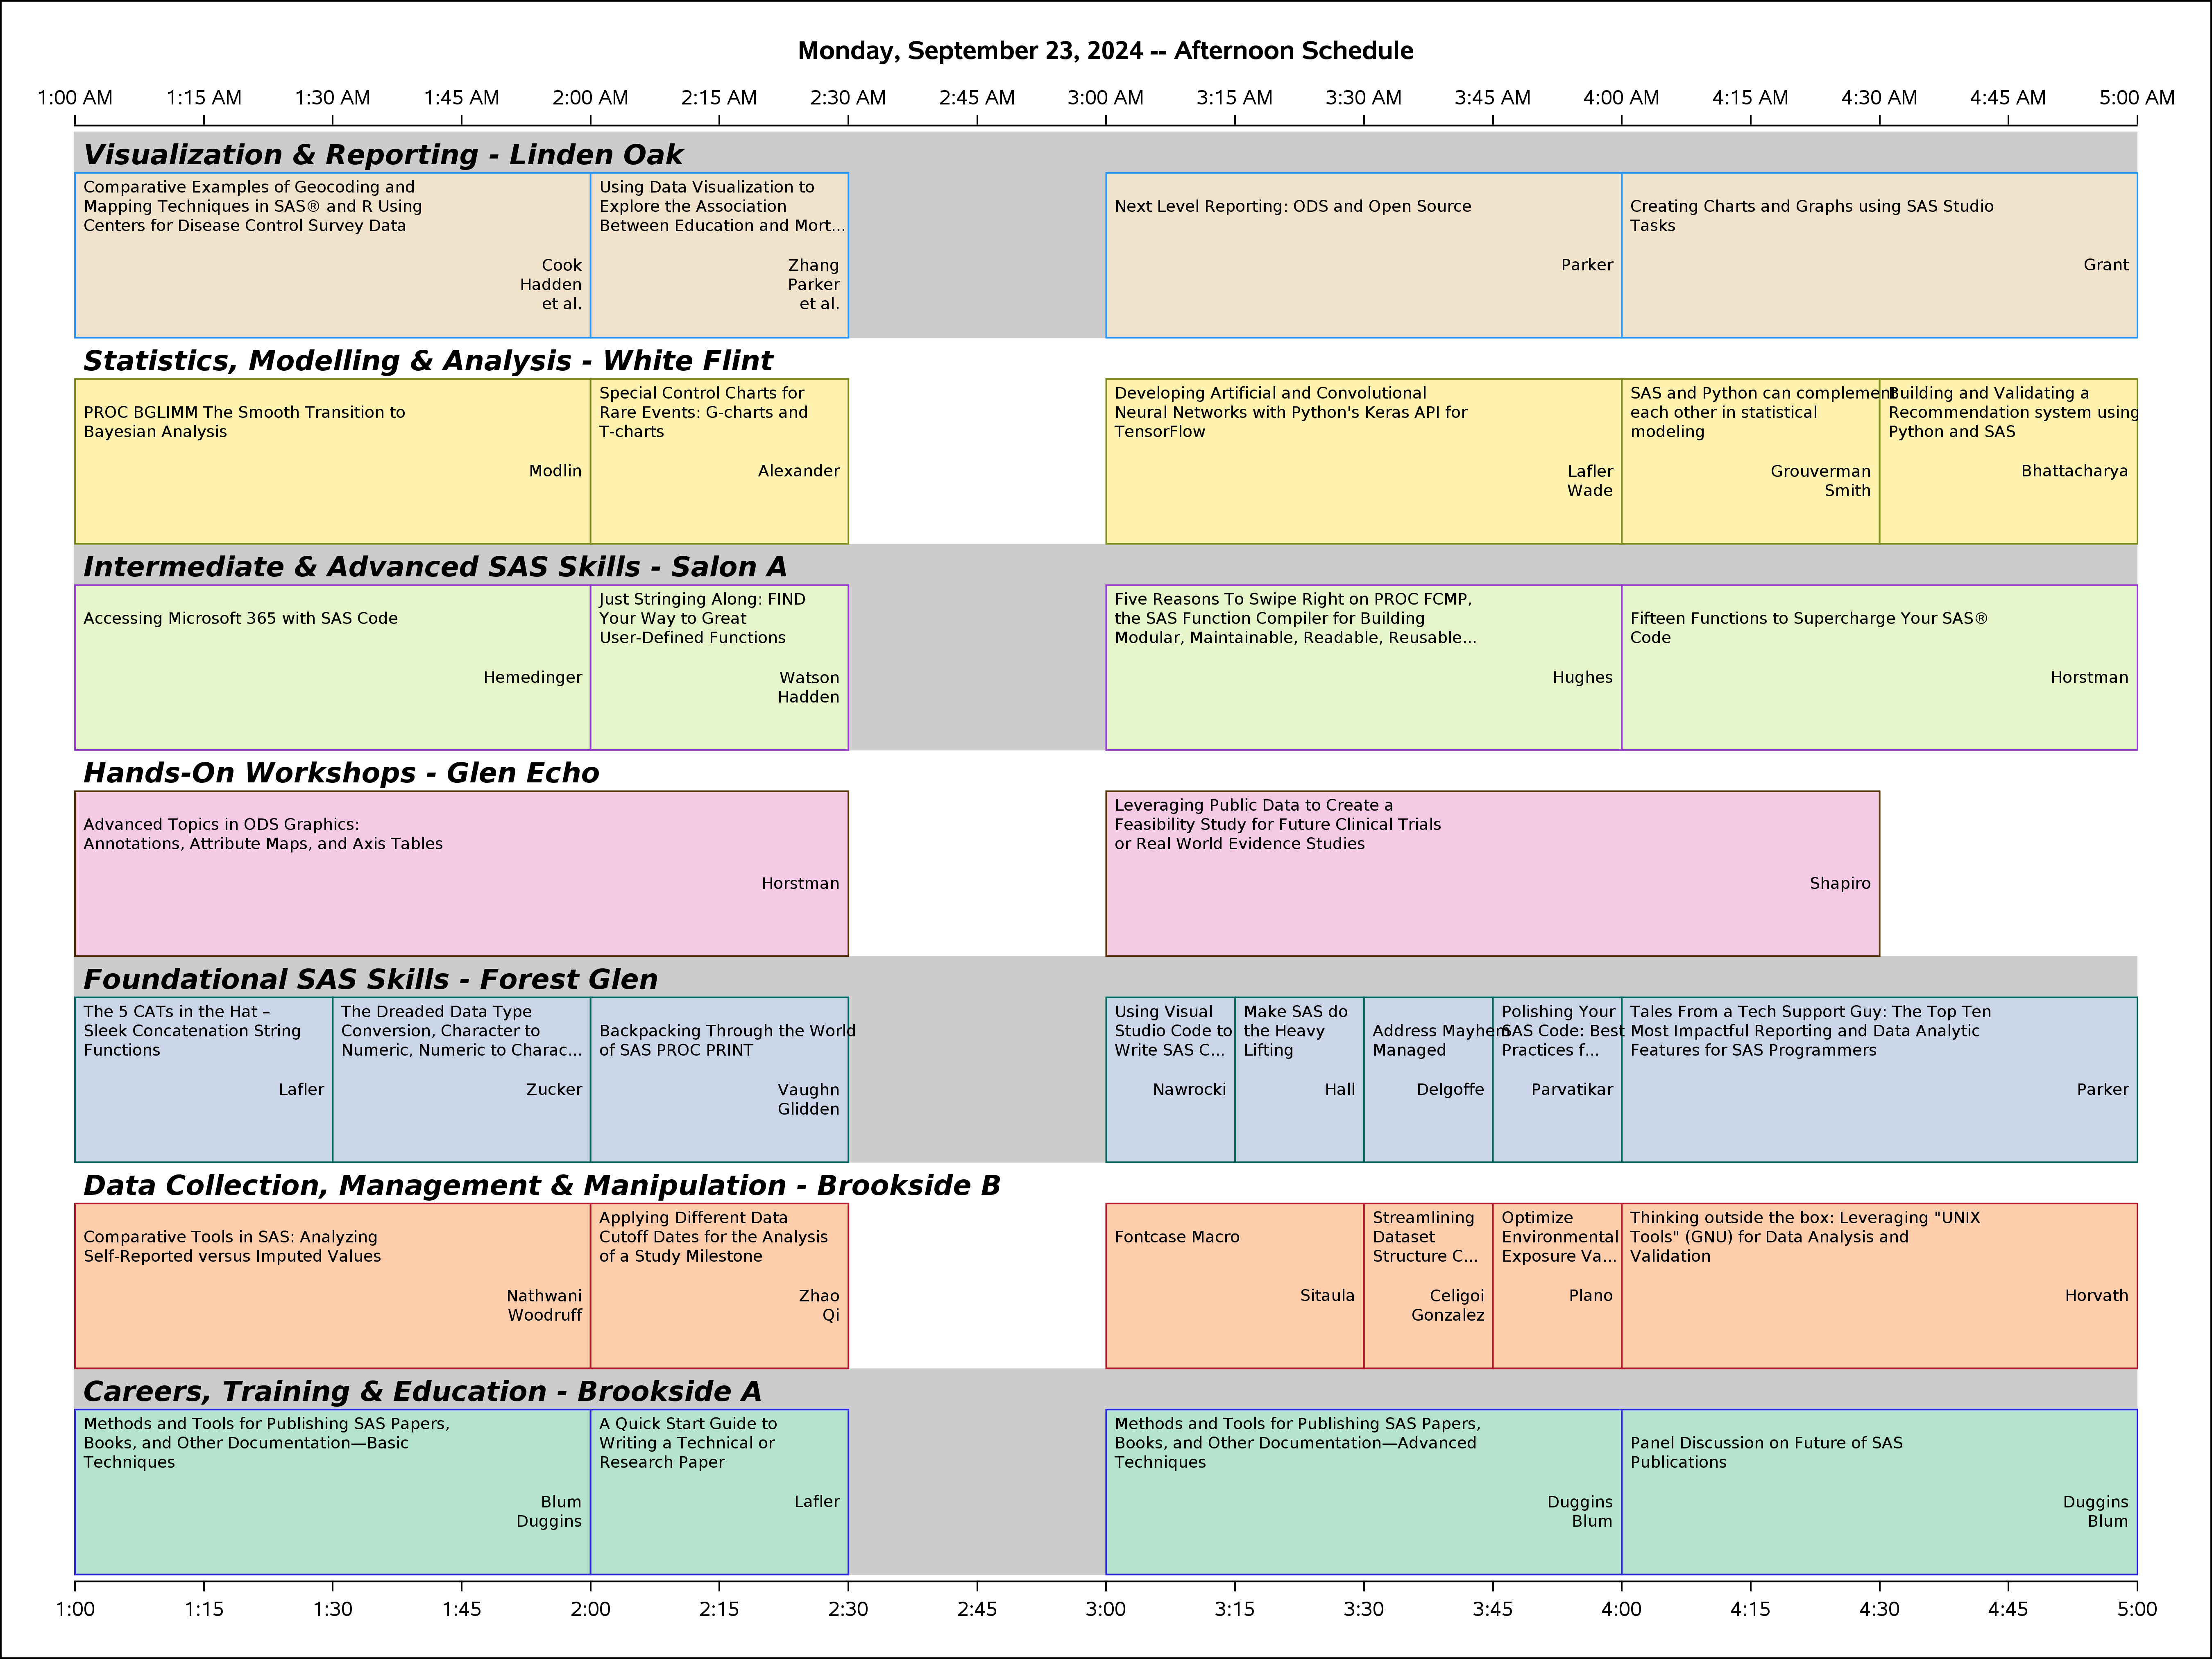 Monday, September 23, 2024 -- Afternoon Schedule
1:00 AM 1:15 AM 1:30 AM 1:45 AM 2:00 AM 2:15 AM 2:30 AM 2:45 AM 3:00 AM 3:15 AM 3:30 AM 3:45 AM 4:00 AM 4:15 AM 4:30 AM 4:45 AM 5:00 AM
Visualization & Reporting - Linden Oak
Comparative Examples of Geocoding and
Mapping Techniques in SAS® and R Using
Centers for Disease Control Survey Data
Cook
Hadden
et al.
Using Data Visualization to
Explore the Association
Between Education and Mort...
Zhang
Parker
et al.
Next Level Reporting: ODS and Open Source
Parker
Creating Charts and Graphs using SAS Studio
Tasks
Grant
Statistics, Modelling & Analysis - White Flint
PROC BGLIMM The Smooth Transition to
Bayesian Analysis
Modlin
Special Control Charts for
Rare Events: G-charts and
T-charts
Alexander
Developing Artificial and Convolutional
Neural Networks with Python's Keras API for
TensorFlow
Lafler
Wade
SAS and Python can complement
each other in statistical
modeling
Grouverman
Smith
Building and Validating a
Recommendation system using
Python and SAS
Bhattacharya
Intermediate & Advanced SAS Skills - Salon A
Accessing Microsoft 365 with SAS Code
Hemedinger
Just Stringing Along: FIND
Your Way to Great
User-Defined Functions
Watson
Hadden
Five Reasons To Swipe Right on PROC FCMP,
the SAS Function Compiler for Building
Modular, Maintainable, Readable, Reusable...
Hughes
Fifteen Functions to Supercharge Your SAS®
Code
Horstman
Hands-On Workshops - Glen Echo
Advanced Topics in ODS Graphics:
Annotations, Attribute Maps, and Axis Tables
Horstman
Leveraging Public Data to Create a
Feasibility Study for Future Clinical Trials
or Real World Evidence Studies
Shapiro
Foundational SAS Skills - Forest Glen
The 5 CATs in the Hat –
Sleek Concatenation String
Functions
Lafler
The Dreaded Data Type
Conversion, Character to
Numeric, Numeric to Charac...
Zucker
Backpacking Through the World
of SAS PROC PRINT
Vaughn
Glidden
Using Visual
Studio Code to
Write SAS C...
Nawrocki
Make SAS do
the Heavy
Lifting
Hall
Address Mayhem
Managed
Delgoffe
Polishing Your
SAS Code: Best
Practices f...
Parvatikar
Tales From a Tech Support Guy: The Top Ten
Most Impactful Reporting and Data Analytic
Features for SAS Programmers
Parker
Data Collection, Management & Manipulation - Brookside B
Comparative Tools in SAS: Analyzing
Self-Reported versus Imputed Values
Nathwani
Woodruff
Applying Different Data
Cutoff Dates for the Analysis
of a Study Milestone
Zhao
Qi
Fontcase Macro
Sitaula
Streamlining
Dataset
Structure C...
Celigoi
Gonzalez
Optimize
Environmental
Exposure Va...
Plano
Thinking outside the box: Leveraging "UNIX
Tools" (GNU) for Data Analysis and
Validation
Horvath
Careers, Training & Education - Brookside A
Methods and Tools for Publishing SAS Papers,
Books, and Other Documentation—Basic
Techniques
Blum
Duggins
A Quick Start Guide to
Writing a Technical or
Research Paper
Lafler
Methods and Tools for Publishing SAS Papers,
Books, and Other Documentation—Advanced
Techniques
Duggins
Blum
Panel Discussion on Future of SAS
Publications
Duggins
Blum
1:00 1:15 1:30 1:45 2:00 2:15 2:30 2:45 3:00 3:15 3:30 3:45 4:00 4:15 4:30 4:45 5:00